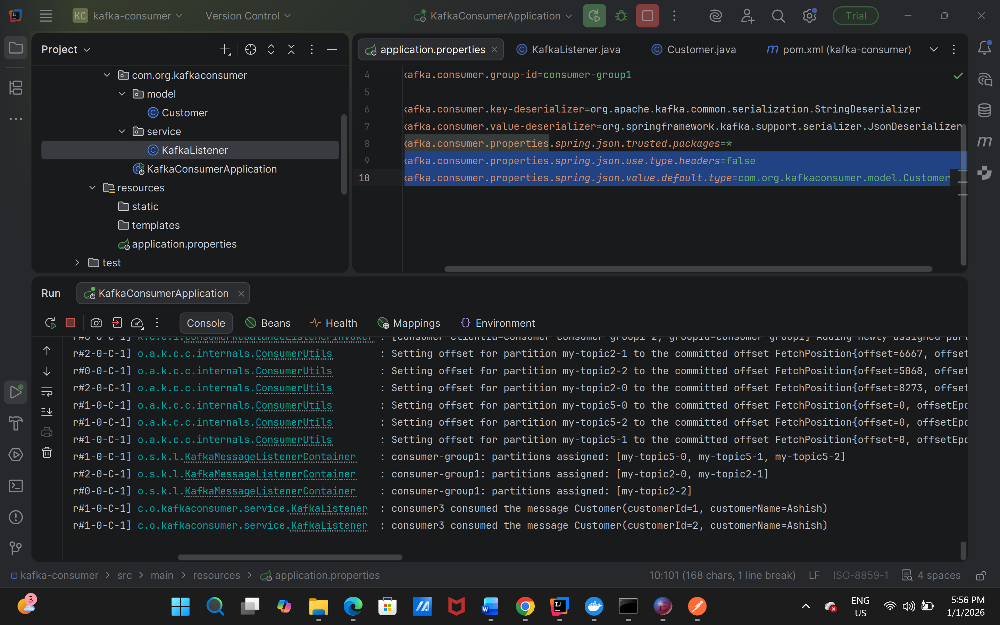 KC kafka-consumer Version Control KafkaConsumerApplication Trial
Project
com.org.kafkaconsumer
model
Customer
service
KafkaListener
KafkaConsumerApplication
resources
static
templates
application.properties
test
application.properties KafkaListener.java Customer.java pom.xml (kafka-consumer)
4 kafka.consumer.group-id=consumer-group1
5
6 kafka.consumer.key-deserializer=org.apache.kafka.common.serialization.StringDeserializer
7 kafka.consumer.value-deserializer=org.springframework.kafka.support.serializer.JsonDeserializer
8 kafka.consumer.properties.spring.json.trusted.packages=*
9 kafka.consumer.properties.spring.json.use.type.headers=false
10 kafka.consumer.properties.spring.json.value.default.type=com.org.kafkaconsumer.model.Customer
Run KafkaConsumerApplication
Console Beans Health Mappings Environment
r#0-0-C-1] k.c.c.i.ConsumerRebalanceListenerInvoker : [Consumer clientId=consumer-consumer-group1-2, groupId=consumer-group1] Adding newly assigned
r#2-0-C-1] o.a.k.c.c.internals.ConsumerUtils : Setting offset for partition my-topic2-1 to the committed offset FetchPosition{offset=6667, offset
r#0-0-C-1] o.a.k.c.c.internals.ConsumerUtils : Setting offset for partition my-topic2-2 to the committed offset FetchPosition{offset=5068, offset
r#2-0-C-1] o.a.k.c.c.internals.ConsumerUtils : Setting offset for partition my-topic2-0 to the committed offset FetchPosition{offset=8273, offset
r#1-0-C-1] o.a.k.c.c.internals.ConsumerUtils : Setting offset for partition my-topic5-0 to the committed offset FetchPosition{offset=0, offsetEpo
r#1-0-C-1] o.a.k.c.c.internals.ConsumerUtils : Setting offset for partition my-topic5-2 to the committed offset FetchPosition{offset=0, offsetEpo
r#1-0-C-1] o.a.k.c.c.internals.ConsumerUtils : Setting offset for partition my-topic5-1 to the committed offset FetchPosition{offset=0, offsetEpo
r#1-0-C-1] o.s.k.l.KafkaMessageListenerContainer : consumer-group1: partitions assigned: [my-topic5-0, my-topic5-1, my-topic5-2]
r#2-0-C-1] o.s.k.l.KafkaMessageListenerContainer : consumer-group1: partitions assigned: [my-topic2-0, my-topic2-1]
r#0-0-C-1] o.s.k.l.KafkaMessageListenerContainer : consumer-group1: partitions assigned: [my-topic2-2]
r#1-0-C-1] c.o.kafkaconsumer.service.KafkaListener : consumer3 consumed the message Customer(customerId=1, customerName=Ashish)
r#1-0-C-1] c.o.kafkaconsumer.service.KafkaListener : consumer3 consumed the message Customer(customerId=2, customerName=Ashish)
kafka-consumer > src > main > resources > application.properties 10:101 (168 chars, 1 line break) LF ISO-8859-1 4 spaces
3
ENG
US
5:56 PM
1/1/2026